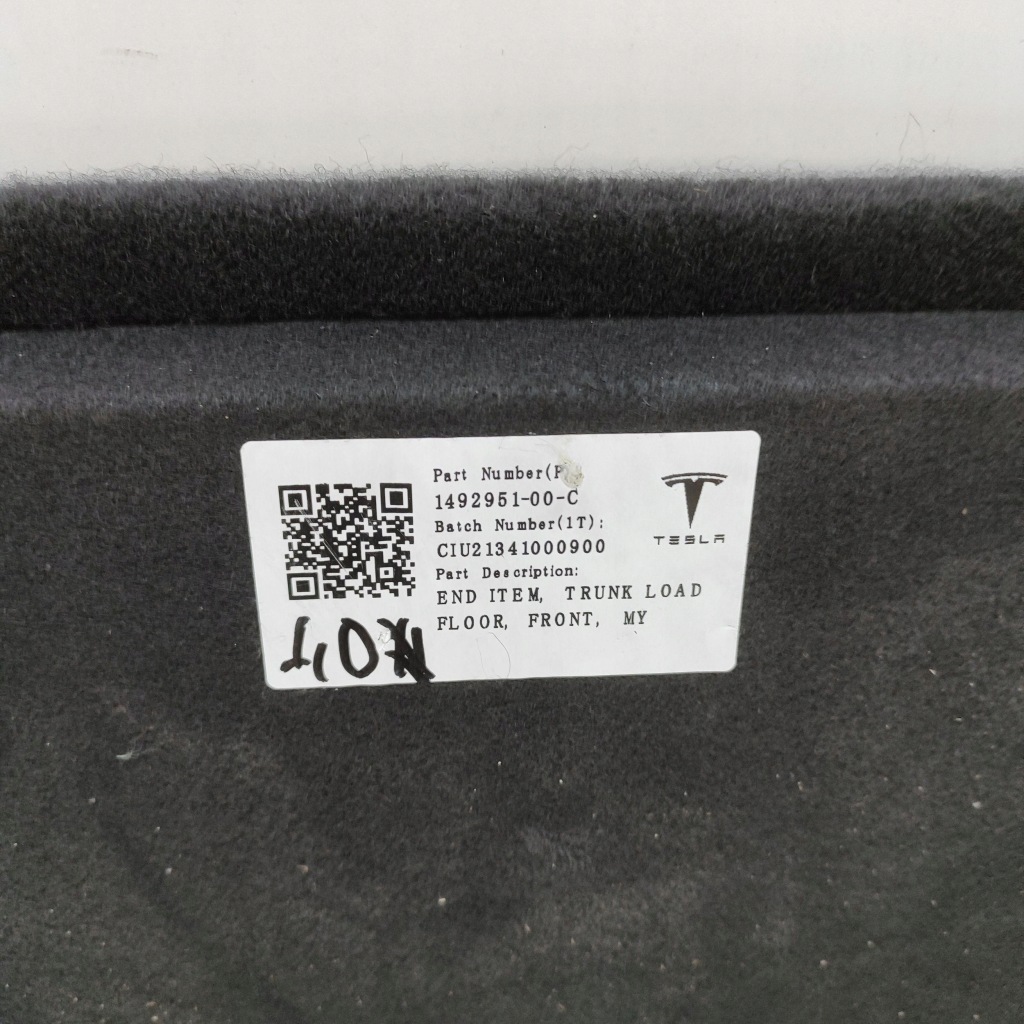 Part Number(P
1492951-00-C
Batch Number(1T):
CIU21341000900
Part Description:
END ITEM, TRUNK LOAD
FLOOR, FRONT, MY
TESLA